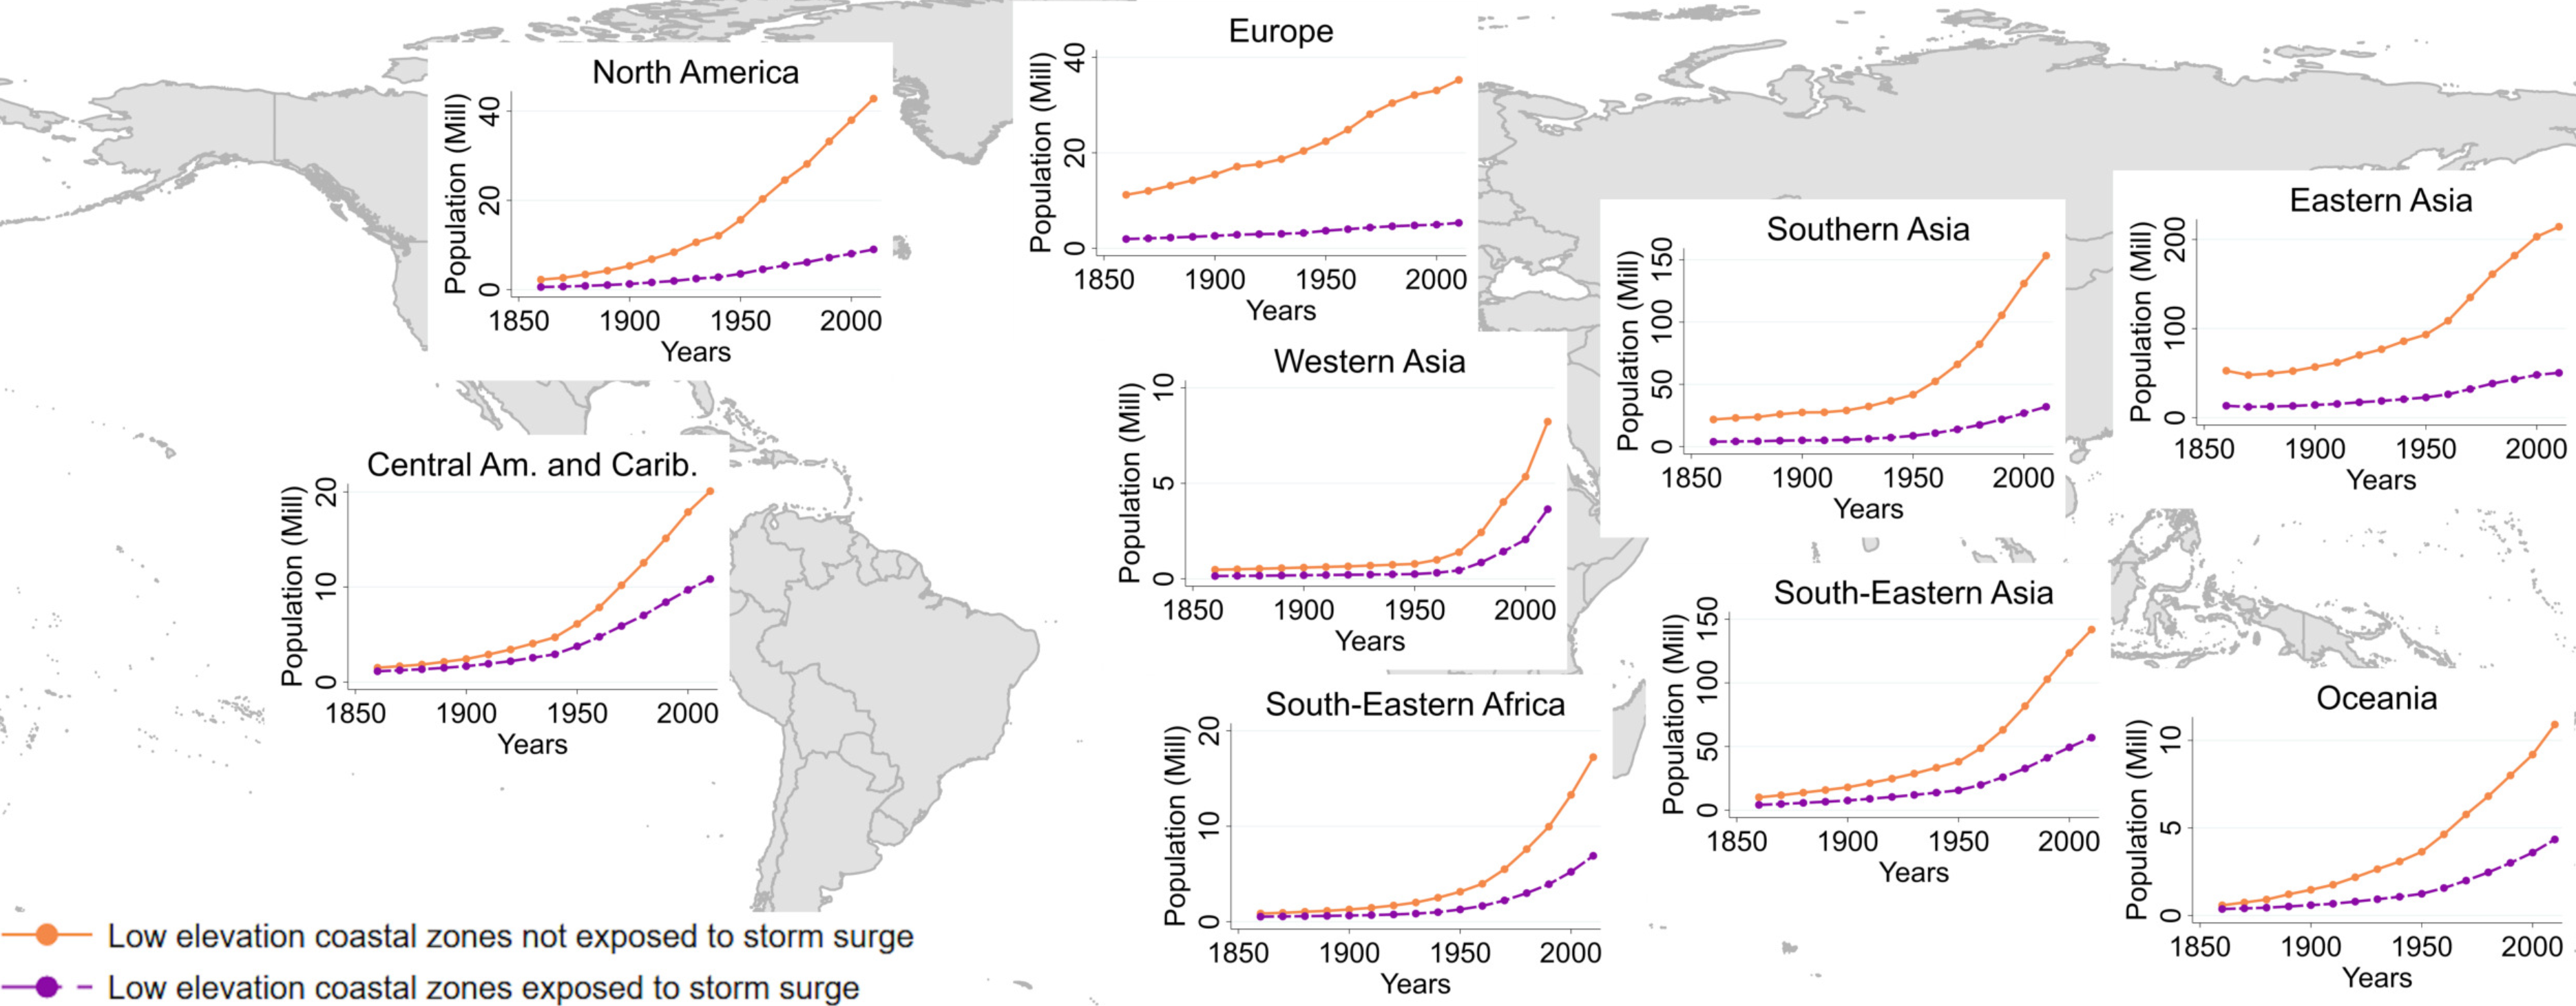 North America
Population (Mill)
40
20
0
1850 1900 1950 2000
Years
Europe
Population (Mill)
40
20
0
1850 1900 1950 2000
Years
Southern Asia
Population (Mill)
150
100
50
0
1850 1900 1950 2000
Years
Eastern Asia
Population (Mill)
200
100
0
1850 1900 1950 2000
Years
Central Am. and Carib.
Population (Mill)
20
10
0
1850 1900 1950 2000
Years
Western Asia
Population (Mill)
10
5
0
1850 1900 1950 2000
Years
South-Eastern Africa
Population (Mill)
20
10
0
1850 1900 1950 2000
Years
South-Eastern Asia
Population (Mill)
150
100
50
0
1850 1900 1950 2000
Years
Oceania
Population (Mill)
10
5
0
1850 1900 1950 2000
Years
Low elevation coastal zones not exposed to storm surge
Low elevation coastal zones exposed to storm surge